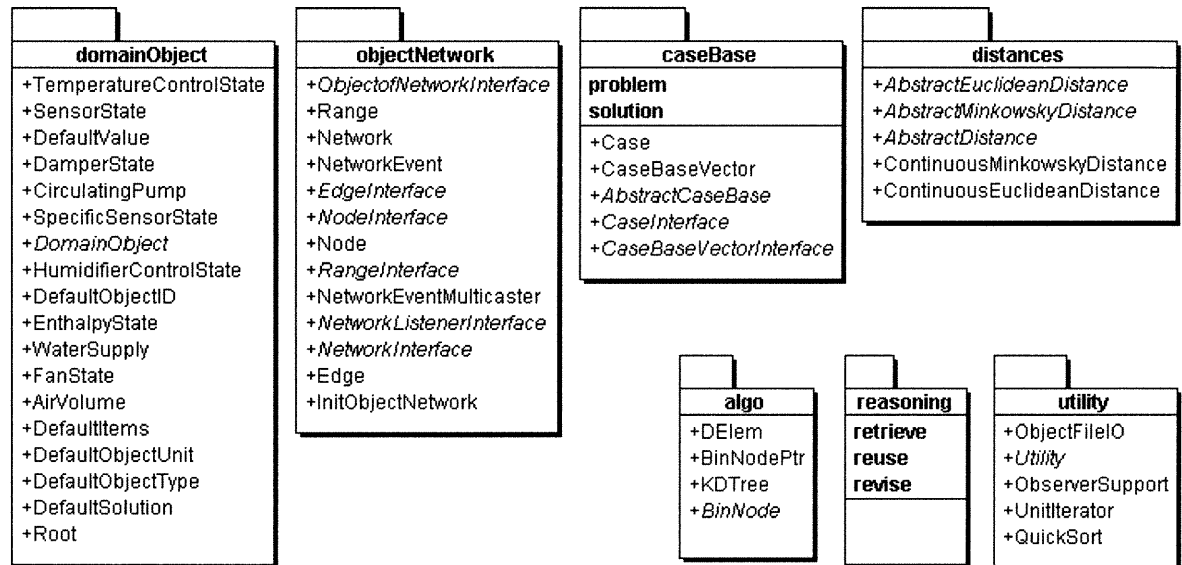 domainObject
+TemperatureControlState
+SensorState
+DefaultValue
+DamperState
+CirculatingPump
+SpecificSensorState
+DomainObject
+HumidifierControlState
+DefaultObjectID
+EnthalpyState
+WaterSupply
+FanState
+AirVolume
+DefaultItems
+DefaultObjectUnit
+DefaultObjectType
+DefaultSolution
+Root
objectNetwork
+ObjectofNetworkInterface
+Range
+Network
+NetworkEvent
+EdgeInterface
+NodeInterface
+Node
+RangeInterface
+NetworkEventMulticaster
+NetworkListenerInterface
+NetworkInterface
+Edge
+InitObjectNetwork
caseBase
problem
solution
+Case
+CaseBaseVector
+AbstractCaseBase
+CaseInterface
+CaseBaseVectorInterface
distances
+AbstractEuclideanDistance
+AbstractMinkowskyDistance
+AbstractDistance
+ContinuousMinkowskyDistance
+ContinuousEuclideanDistance
algo
+DElem
+BinNodePtr
+KDTree
+BinNode
reasoning
retrieve
reuse
revise
utility
+ObjectFileIO
+Utility
+ObserverSupport
+UnitIterator
+QuickSort